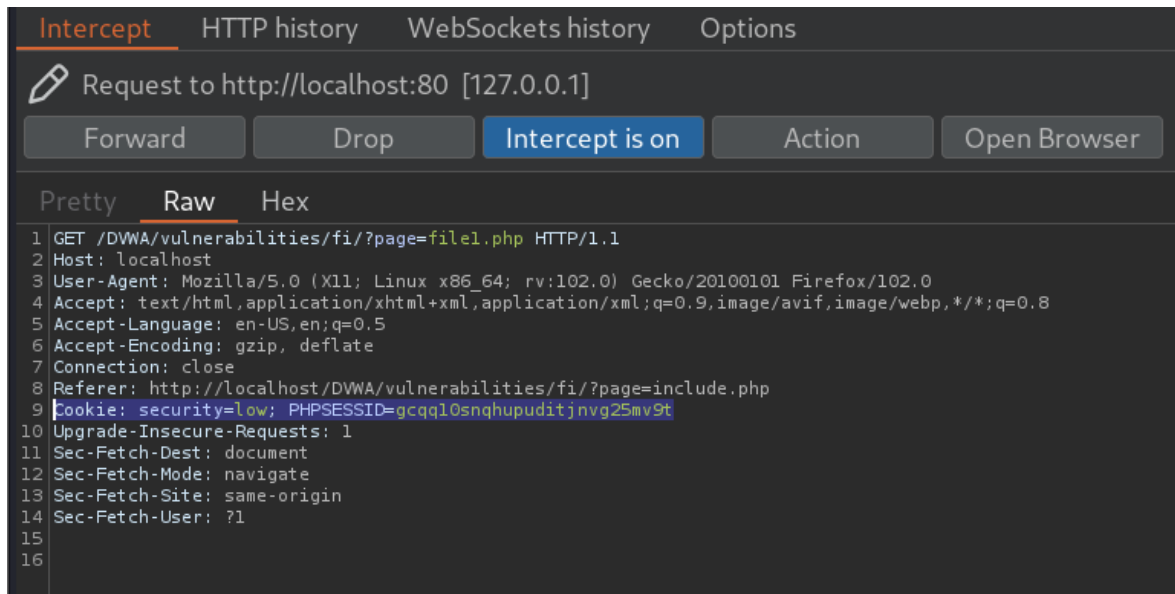 Intercept HTTP history WebSockets history Options
Request to http://localhost:80 [127.0.0.1]
Forward Drop Intercept is on Action Open Browser
Pretty Raw Hex
1 GET /DVWA/vulnerabilities/fi/?page=file1.php HTTP/1.1
2 Host: localhost
3 User-Agent: Mozilla/5.0 (X11; Linux x86_64; rv:102.0) Gecko/20100101 Firefox/102.0
4 Accept: text/html,application/xhtml+xml,application/xml;q=0.9,image/avif,image/webp,*/*;q=0.8
5 Accept-Language: en-US,en;q=0.5
6 Accept-Encoding: gzip, deflate
7 Connection: close
8 Referer: http://localhost/DVWA/vulnerabilities/fi/?page=include.php
9 Cookie: security=low; PHPSESSID=gcqql0snqhupuditjnvg25mv9t
10 Upgrade-Insecure-Requests: 1
11 Sec-Fetch-Dest: document
12 Sec-Fetch-Mode: navigate
13 Sec-Fetch-Site: same-origin
14 Sec-Fetch-User: ?1
15
16